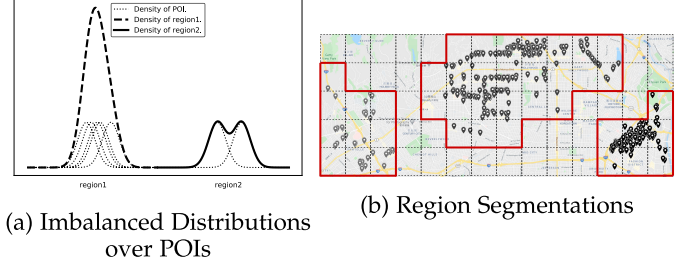 Density of POI.
Density of region1.
Density of region2.
region1
region2
(a) Imbalanced Distributions
over POIs
(b) Region Segmentations